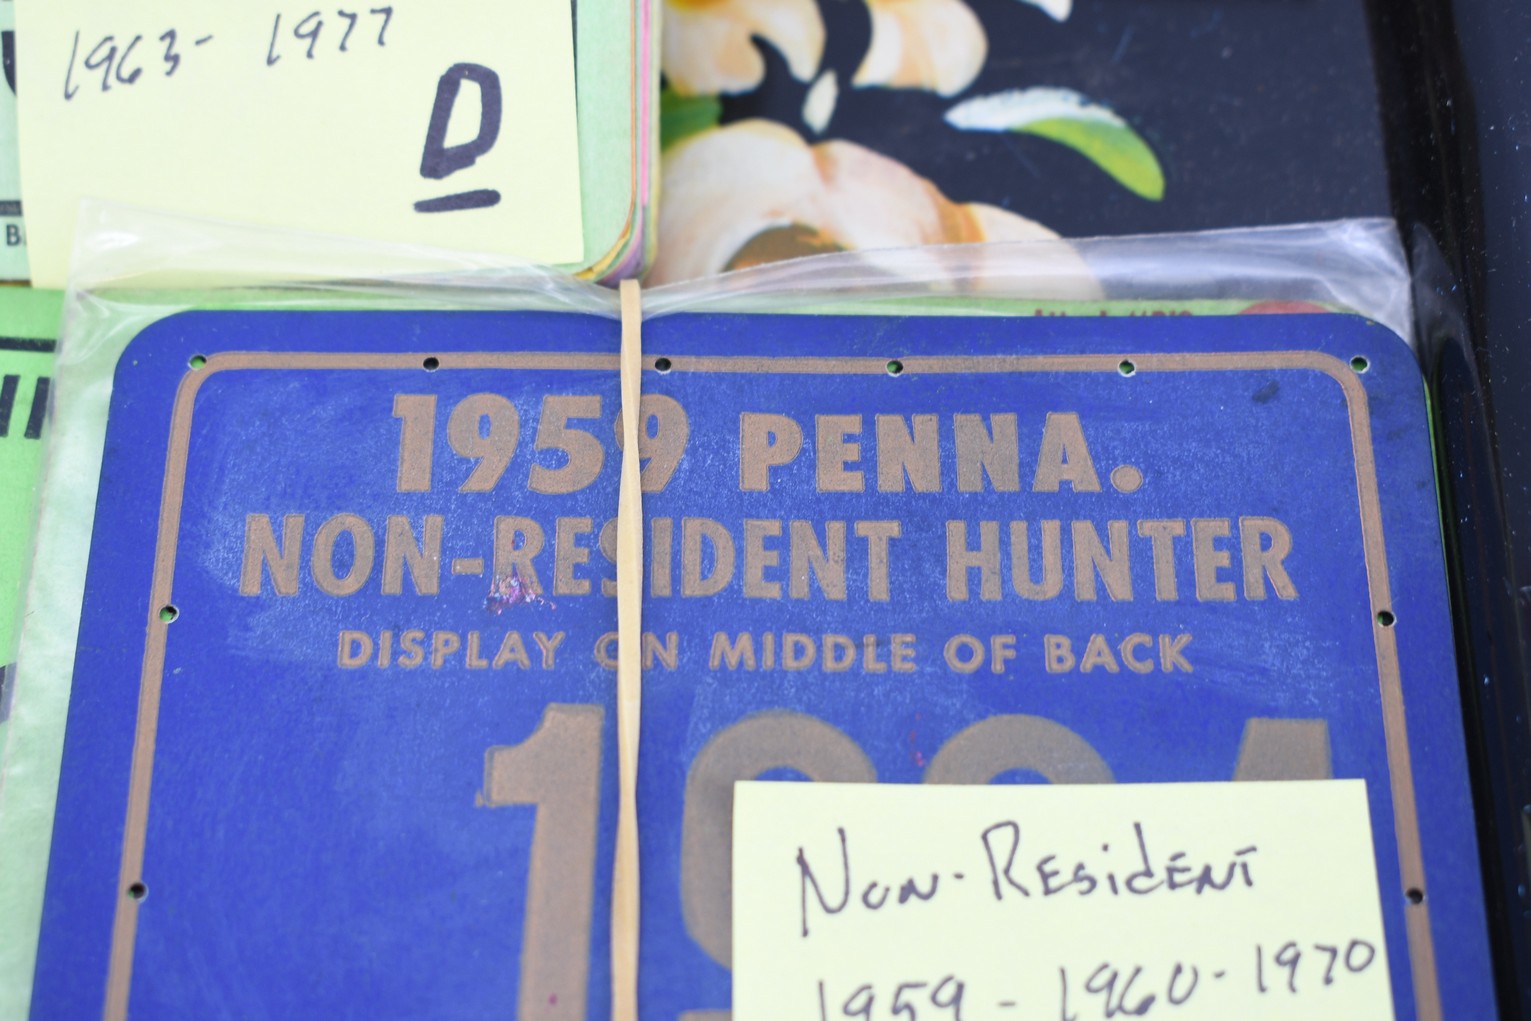 1963 - 1977
D
1959 PENNA.
NON-RESIDENT HUNTER
DISPLAY ON MIDDLE OF BACK
Non-Resident
1959 - 1960 - 1970